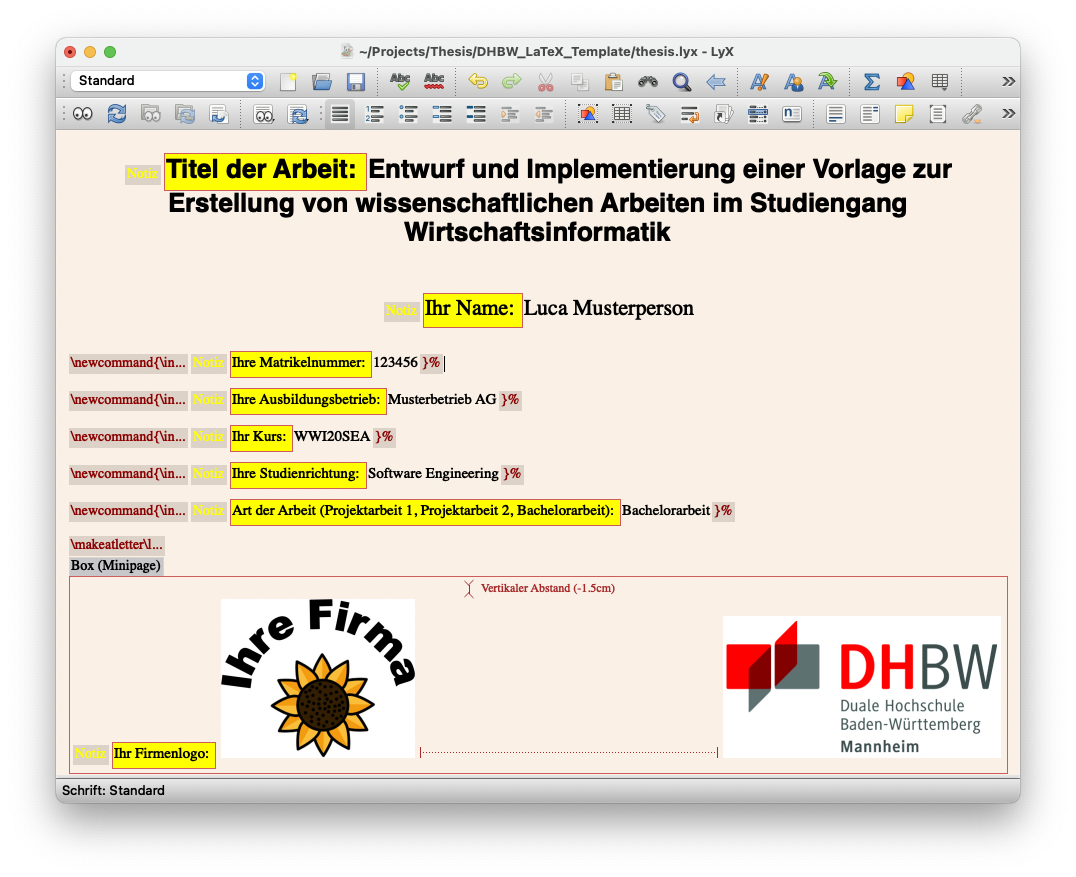 ~/Projects/Thesis/DHBW_LaTeX_Template/thesis.lyx - LyX
Standard
Abc Abc
Notiz Titel der Arbeit: Entwurf und Implementierung einer Vorlage zur
Erstellung von wissenschaftlichen Arbeiten im Studiengang
Wirtschaftsinformatik
Notiz Ihr Name: Luca Musterperson
\newcommand{\in... Notiz Ihre Matrikelnummer: 123456 }%
\newcommand{\in... Notiz Ihre Ausbildungsbetrieb: Musterbetrieb AG }%
\newcommand{\in... Notiz Ihr Kurs: WWI20SEA }%
\newcommand{\in... Notiz Ihre Studienrichtung: Software Engineering }%
\newcommand{\in... Notiz Art der Arbeit (Projektarbeit 1, Projektarbeit 2, Bachelorarbeit): Bachelorarbeit }%
\makeatletter\l...
Box (Minipage)
Vertikaler Abstand (-1.5cm)
Ihre Firma
DHBW
Duale Hochschule
Baden-Württemberg
Mannheim
Notiz Ihr Firmenlogo:
Schrift: Standard